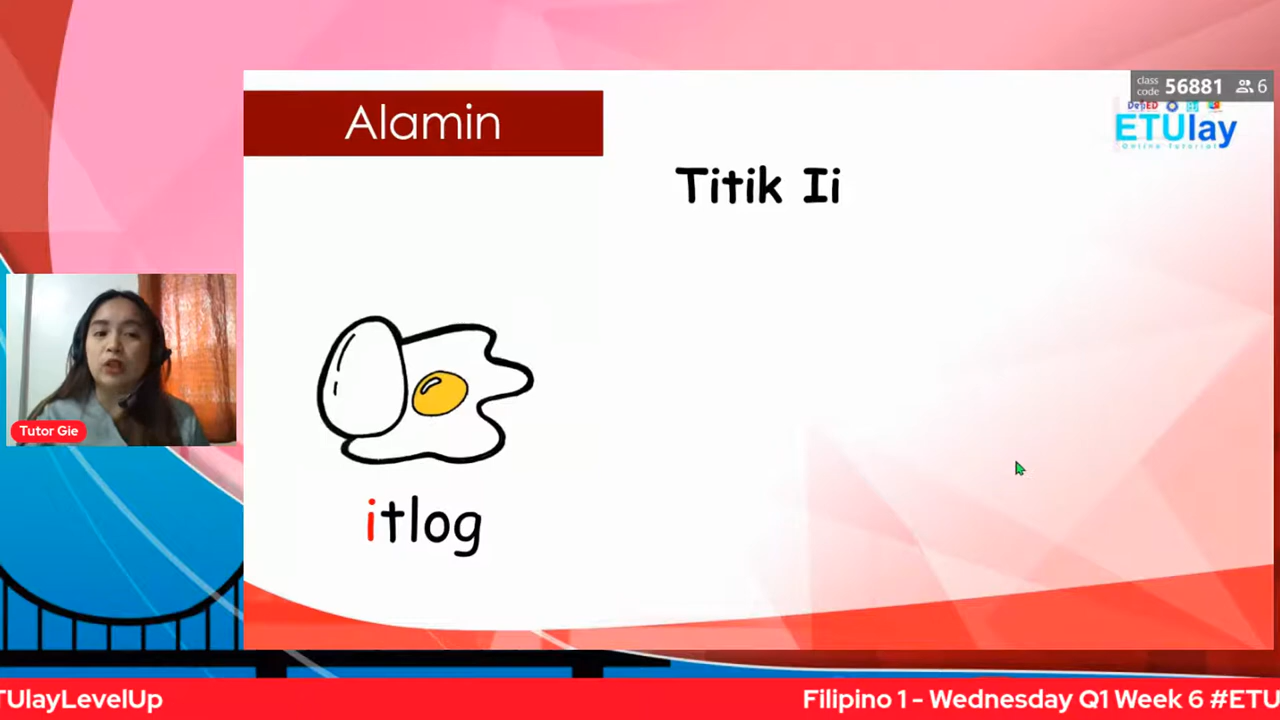 class code 56881 6
Alamin
DepED
ETUlay
Online Tutorial
Titik Ii
Tutor Gie
itlog
TUlayLevelUp
Filipino 1 - Wednesday Q1 Week 6 #ETU